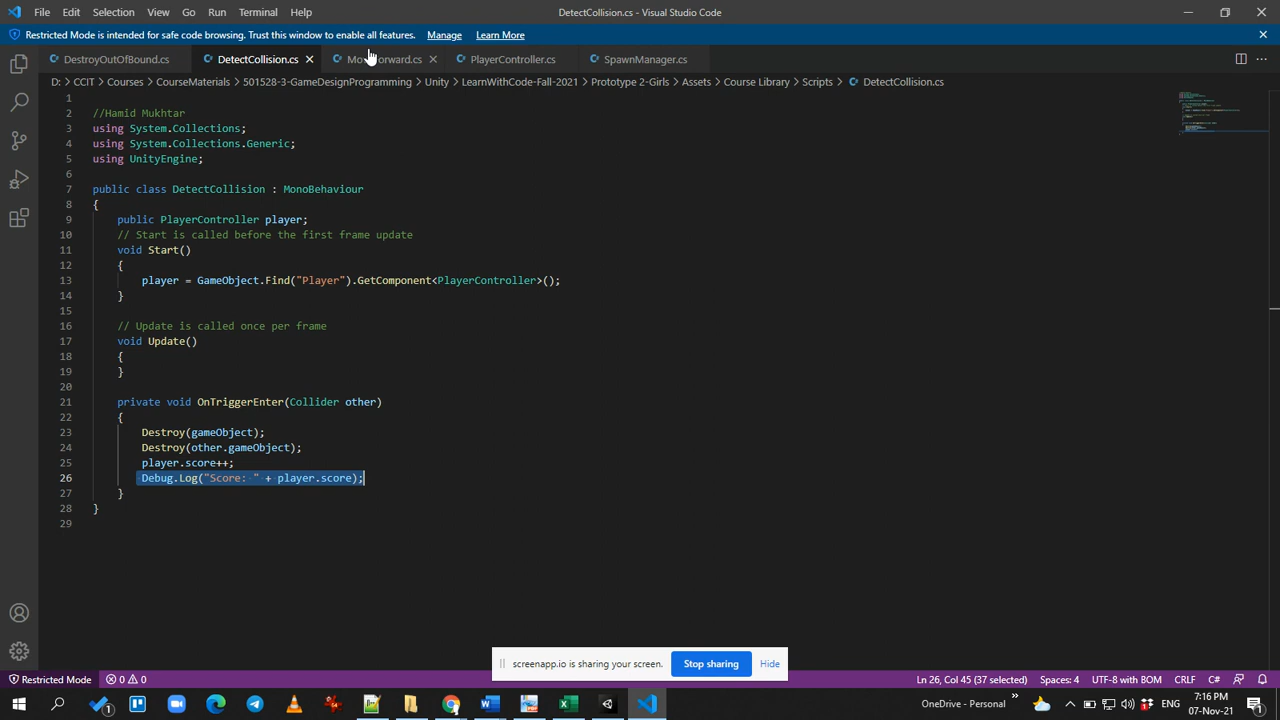 File Edit Selection View Go Run Terminal Help DetectCollision.cs - Visual Studio Code
Restricted Mode is intended for safe code browsing. Trust this window to enable all features. Manage Learn More
DestroyOutOfBound.cs DetectCollision.cs PlayerController.cs SpawnManager.cs
D: > CCIT > Courses > CourseMaterials > 501528-3-GameDesignProgramming > Unity > LearnWithCode-Fall-2021 > Prototype 2-Girls > Assets > Course Library > Scripts > DetectCollision.cs
1
2 //Hamid Mukhtar
3 using System.Collections;
4 using System.Collections.Generic;
5 using UnityEngine;
6
7 public class DetectCollision : MonoBehaviour
8 {
9 public PlayerController player;
10 // Start is called before the first frame update
11 void Start()
12 {
13 player = GameObject.Find("Player").GetComponent<PlayerController>();
14 }
15
16 // Update is called once per frame
17 void Update()
18 {
19 }
20
21 private void OnTriggerEnter(Collider other)
22 {
23 Destroy(gameObject);
24 Destroy(other.gameObject);
25 player.score++;
26 Debug.Log("Score: " + player.score);
27 }
28 }
29
screenapp.io is sharing your screen. Stop sharing Hide
Restricted Mode 0 0 Ln 26, Col 45 (37 selected) Spaces: 4 UTF-8 with BOM CRLF C#
OneDrive - Personal ENG 7:16 PM
07-Nov-21